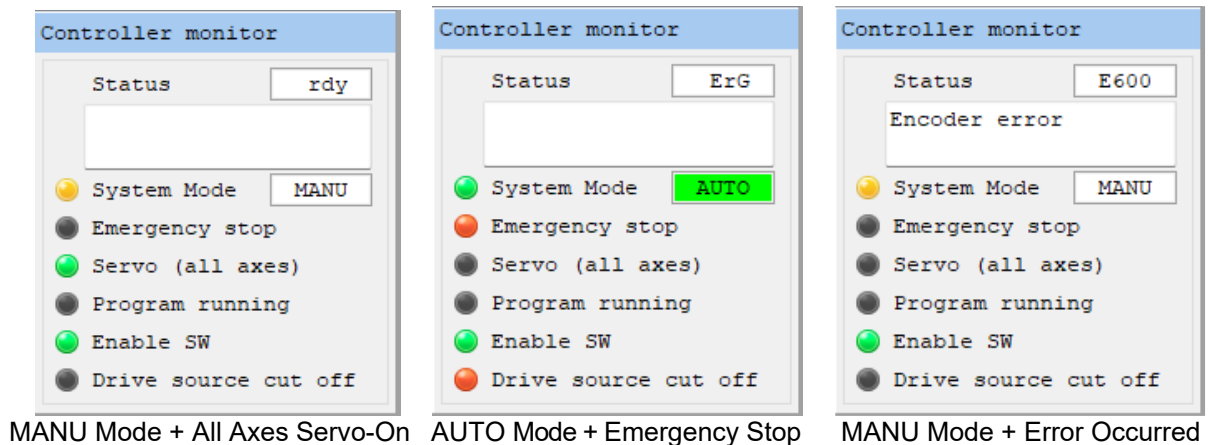 Controller monitor
Status rdy
System Mode MANU
Emergency stop
Servo (all axes)
Program running
Enable SW
Drive source cut off
MANU Mode + All Axes Servo-On
Controller monitor
Status ErG
System Mode AUTO
Emergency stop
Servo (all axes)
Program running
Enable SW
Drive source cut off
AUTO Mode + Emergency Stop
Controller monitor
Status E600
Encoder error
System Mode MANU
Emergency stop
Servo (all axes)
Program running
Enable SW
Drive source cut off
MANU Mode + Error Occurred